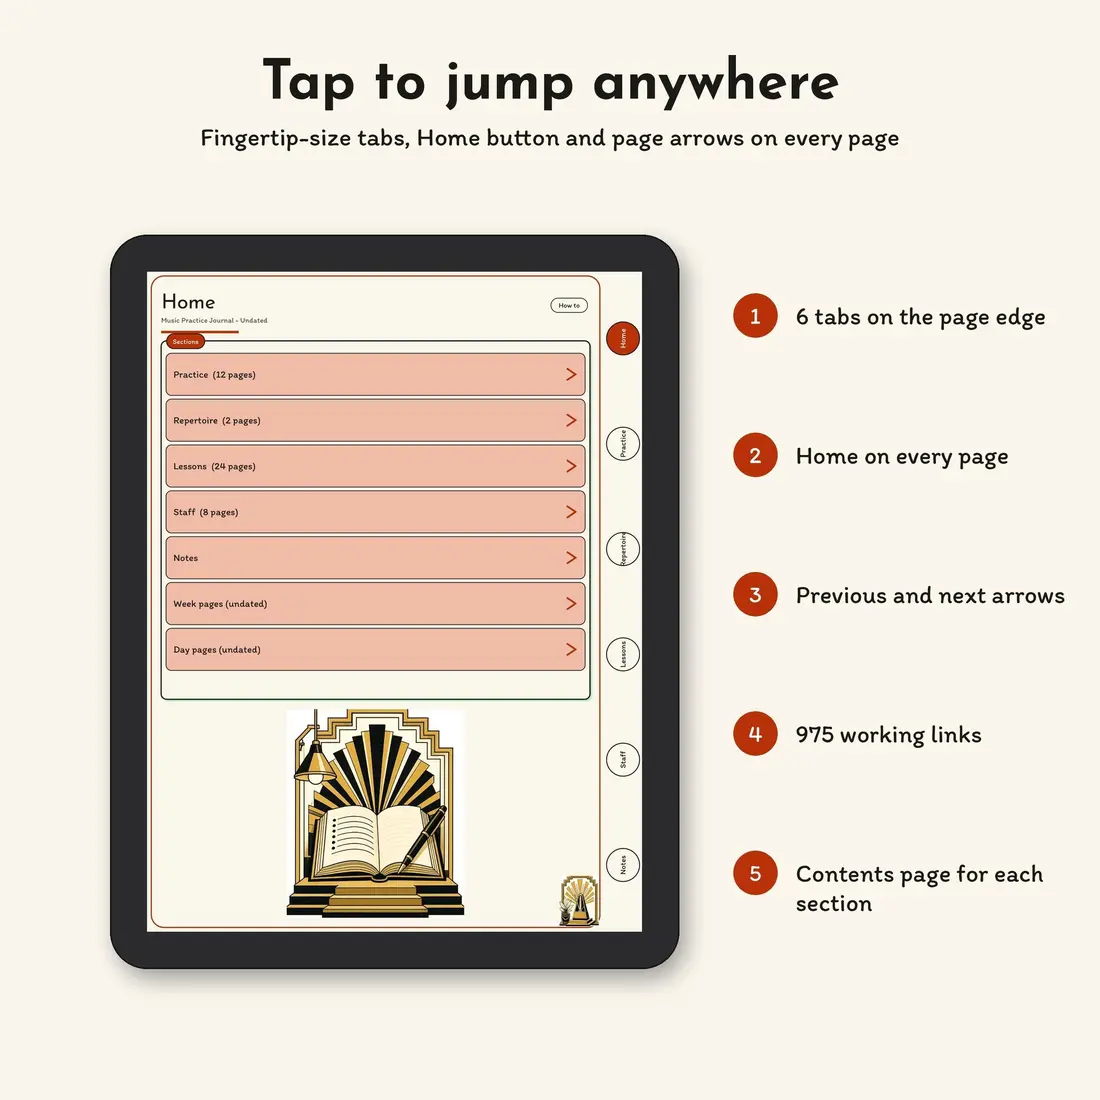 Tap to jump anywhere
Fingertip-size tabs, Home button and page arrows on every page
Home
Music Practice Journal - Undated
How to
Sections
Practice (12 pages)
Repertoire (2 pages)
Lessons (24 pages)
Staff (8 pages)
Notes
Week pages (undated)
Day pages (undated)
Home
Practice
Repertoire
Lessons
Staff
Notes
1 6 tabs on the page edge
2 Home on every page
3 Previous and next arrows
4 975 working links
5 Contents page for each
section